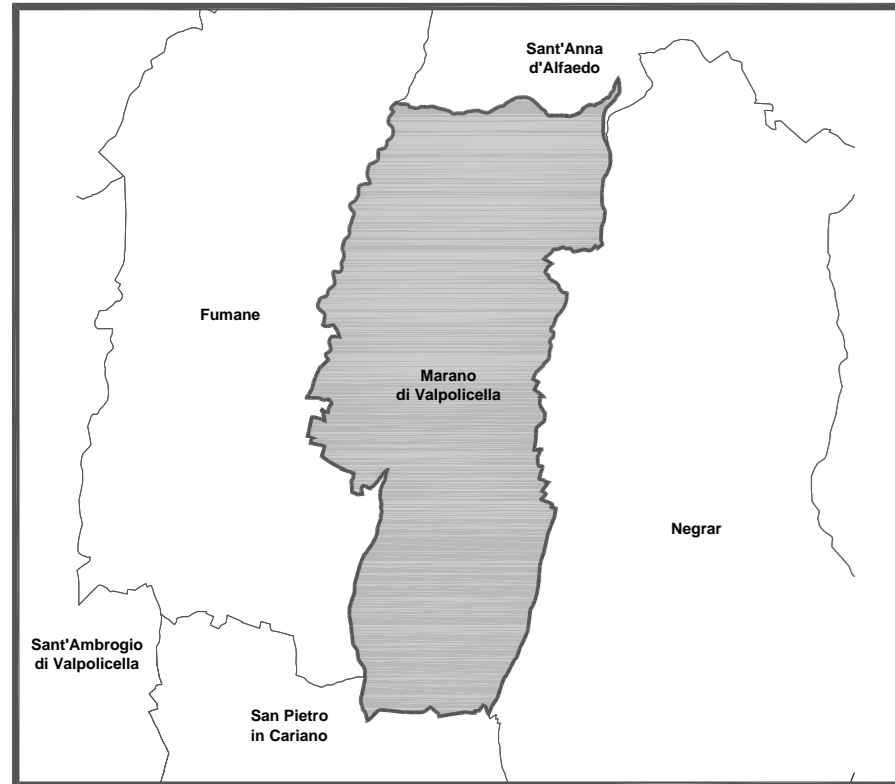 Sant'Anna
d'Alfaedo
Fumane
Marano
di Valpolicella
Negrar
Sant'Ambrogio
di Valpolicella
San Pietro
in Cariano